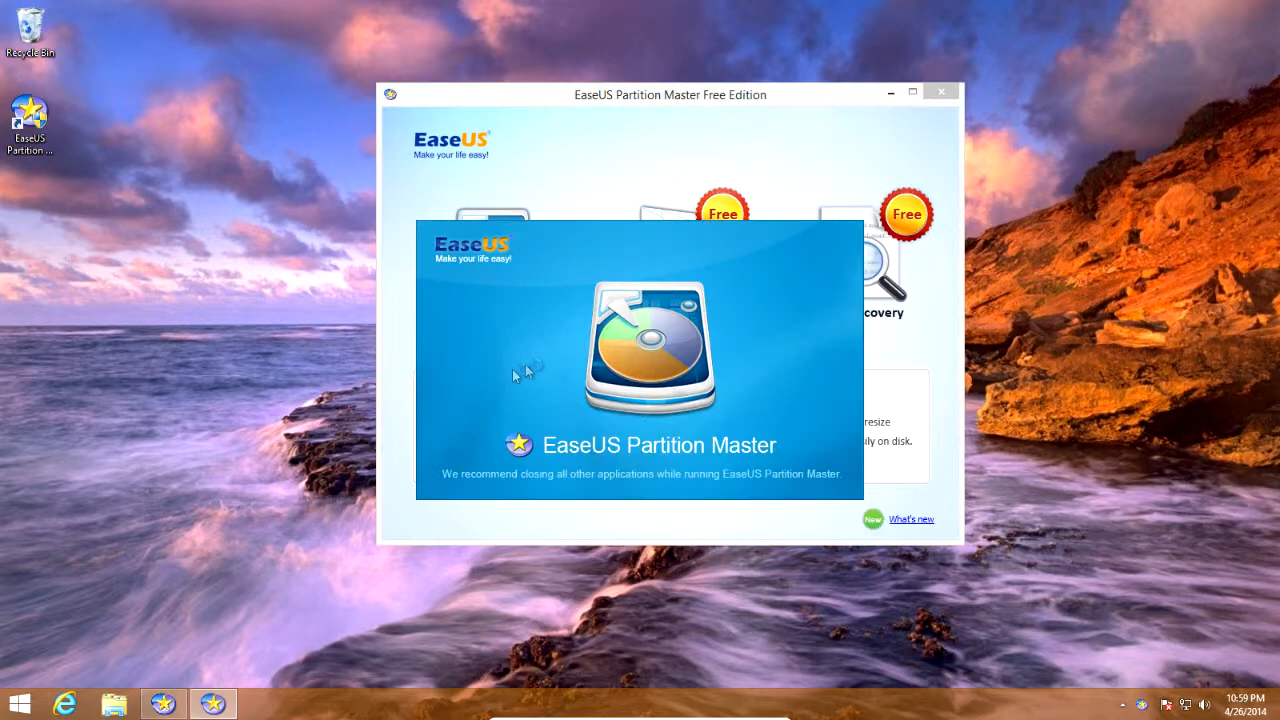 Recycle Bin
EaseUS
Partition ...
EaseUS Partition Master Free Edition
EaseUS
Make your life easy!
Free
Free
covery
resize
ily on disk.
New
What's new
EaseUS
Make your life easy!
EaseUS Partition Master
We recommend closing all other applications while running EaseUS Partition Master.
10:59 PM
4/26/2014